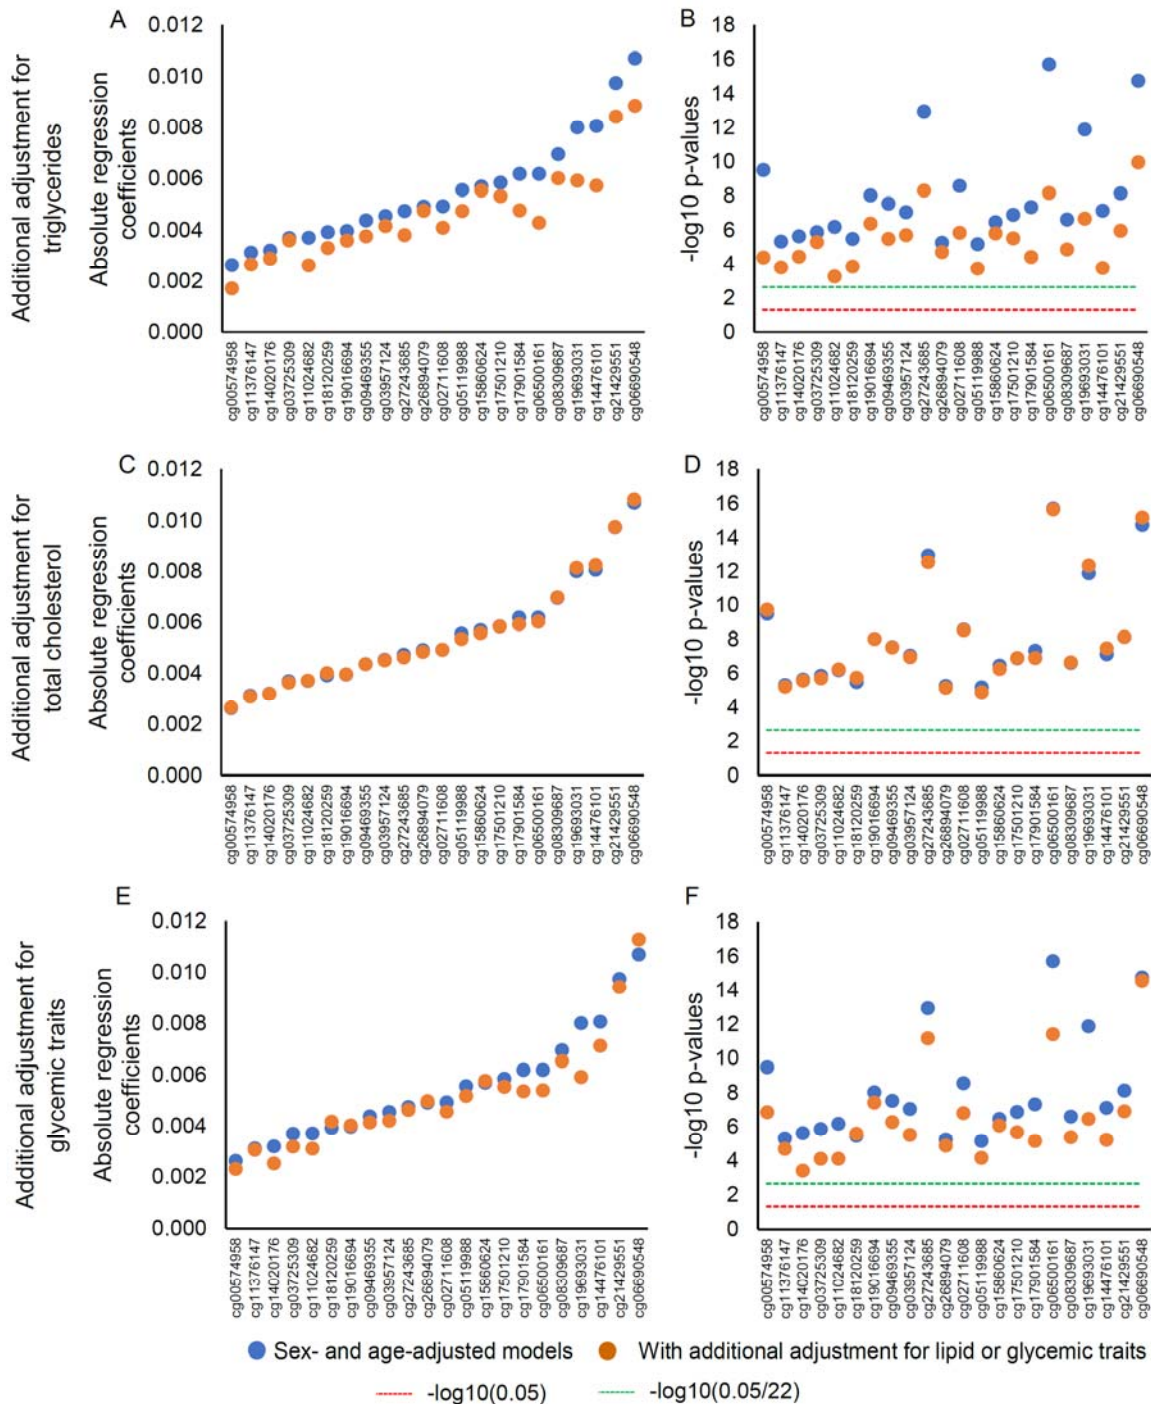 A
B
Additional adjustment for
triglycerides
Absolute regression
coefficients
0.012
0.010
0.008
0.006
0.004
0.002
0.000
-log10 p-values
18
16
14
12
10
8
6
4
2
0
cg00574958
cg11376147
cg14020176
cg03725309
cg11024682
cg18120259
cg19016694
cg09469355
cg03957124
cg27243685
cg26894079
cg02711608
cg05119988
cg15860624
cg17501210
cg17901584
cg06500161
cg08309687
cg19693031
cg14476101
cg21429551
cg06690548
cg00574958
cg11376147
cg14020176
cg03725309
cg11024682
cg18120259
cg19016694
cg09469355
cg03957124
cg27243685
cg26894079
cg02711608
cg05119988
cg15860624
cg17501210
cg17901584
cg06500161
cg08309687
cg19693031
cg14476101
cg21429551
cg06690548
C
D
Additional adjustment for
total cholesterol
Absolute regression
coefficients
0.012
0.010
0.008
0.006
0.004
0.002
0.000
-log10 p-values
18
16
14
12
10
8
6
4
2
0
cg00574958
cg11376147
cg14020176
cg03725309
cg11024682
cg18120259
cg19016694
cg09469355
cg03957124
cg27243685
cg26894079
cg02711608
cg05119988
cg15860624
cg17501210
cg17901584
cg06500161
cg08309687
cg19693031
cg14476101
cg21429551
cg06690548
cg00574958
cg11376147
cg14020176
cg03725309
cg11024682
cg18120259
cg19016694
cg09469355
cg03957124
cg27243685
cg26894079
cg02711608
cg05119988
cg15860624
cg17501210
cg17901584
cg06500161
cg08309687
cg19693031
cg14476101
cg21429551
cg06690548
E
F
Additional adjustment for
glycemic traits
Absolute regression
coefficients
0.012
0.010
0.008
0.006
0.004
0.002
0.000
-log10 p-values
18
16
14
12
10
8
6
4
2
0
cg00574958
cg11376147
cg14020176
cg03725309
cg11024682
cg18120259
cg19016694
cg09469355
cg03957124
cg27243685
cg26894079
cg02711608
cg05119988
cg15860624
cg17501210
cg17901584
cg06500161
cg08309687
cg19693031
cg14476101
cg21429551
cg06690548
cg00574958
cg11376147
cg14020176
cg03725309
cg11024682
cg18120259
cg19016694
cg09469355
cg03957124
cg27243685
cg26894079
cg02711608
cg05119988
cg15860624
cg17501210
cg17901584
cg06500161
cg08309687
cg19693031
cg14476101
cg21429551
cg06690548
Sex- and age-adjusted models
With additional adjustment for lipid or glycemic traits
-log10(0.05)
-log10(0.05/22)